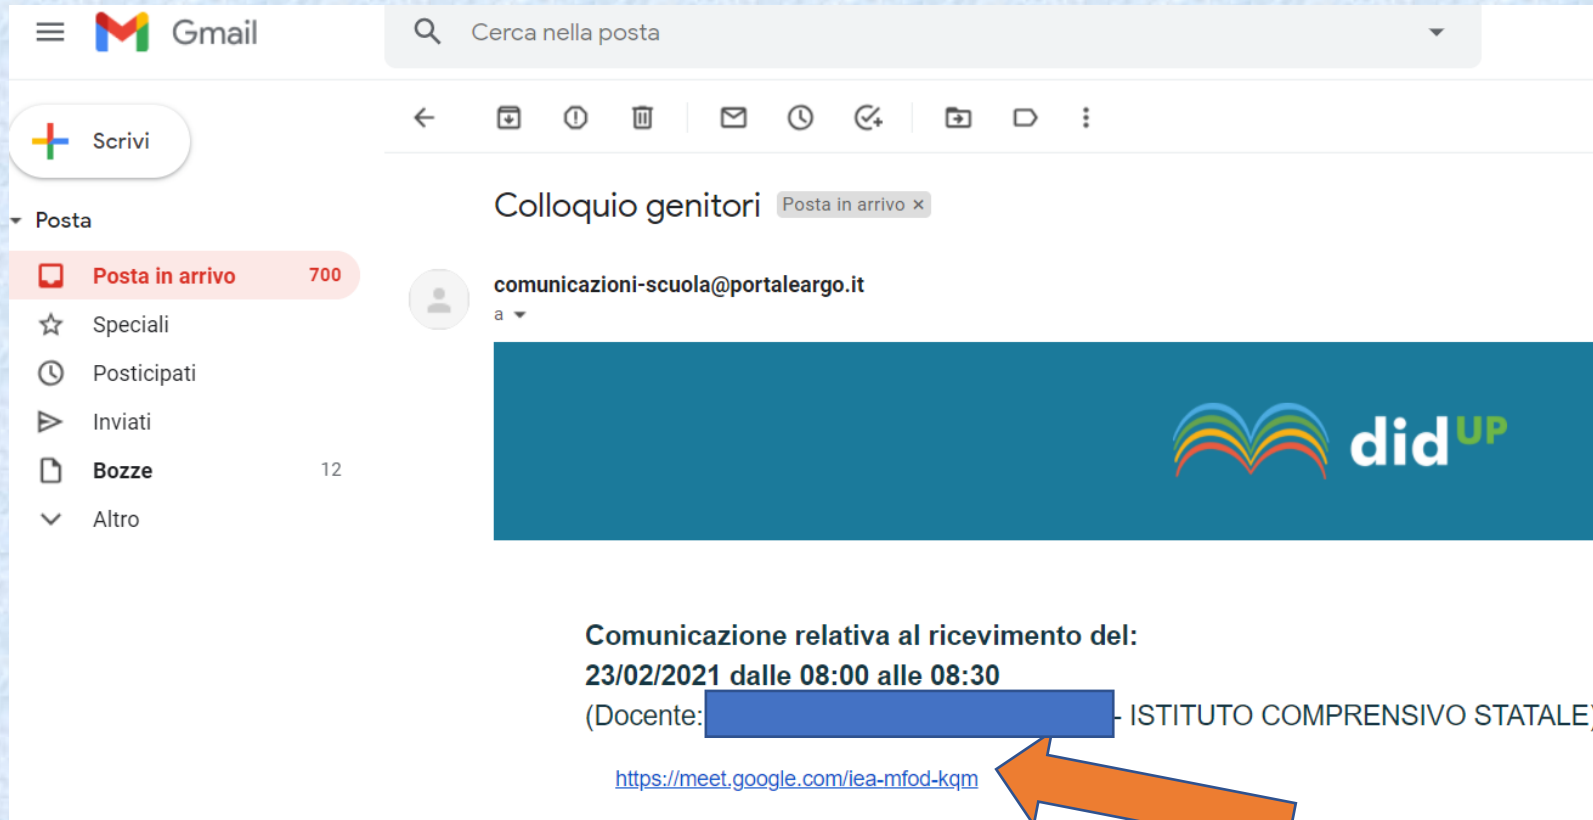 Gmail
Cerca nella posta
Scrivi
Colloquio genitori Posta in arrivo ×
Posta
Posta in arrivo 700
comunicazioni-scuola@portaleargo.it
a
Speciali
Posticipati
Inviati
Bozze 12
Altro
didUP
Comunicazione relativa al ricevimento del:
23/02/2021 dalle 08:00 alle 08:30
(Docente: - ISTITUTO COMPRENSIVO STATALE)
https://meet.google.com/iea-mfod-kqm